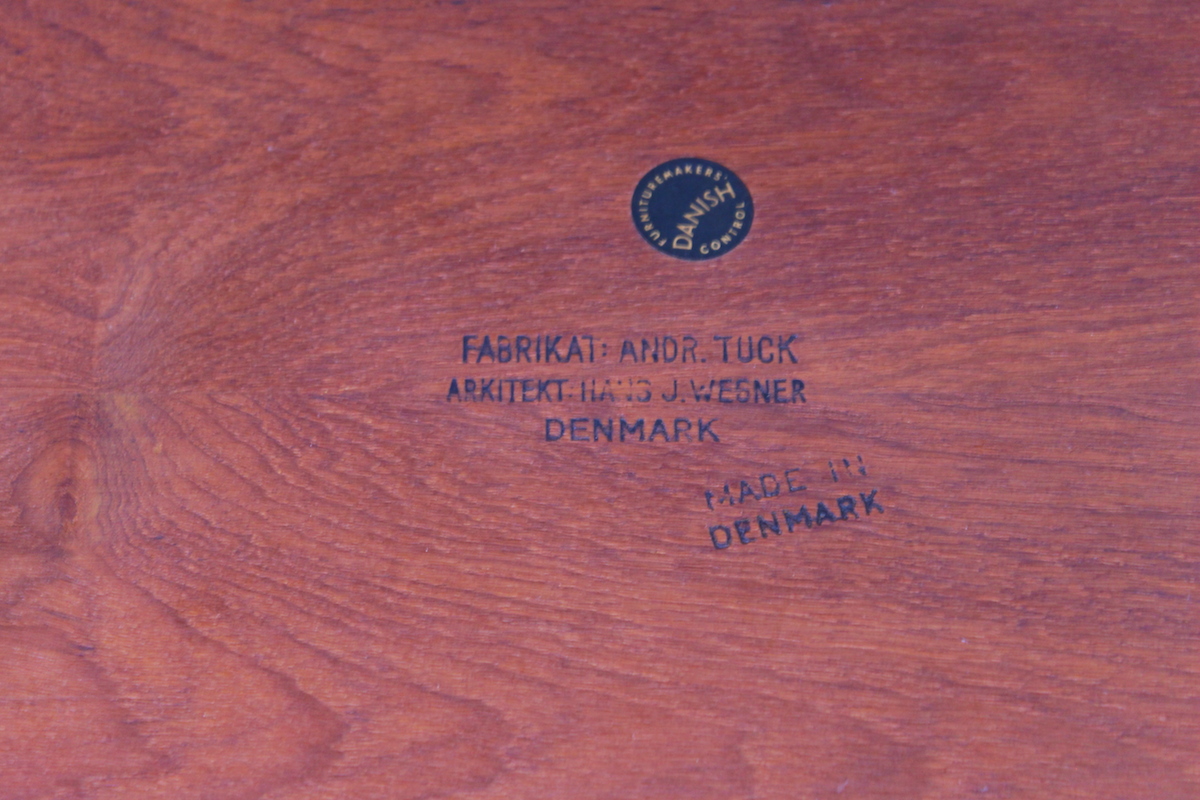 FURNITUREMAKERS'
DANISH
CONTROL
FABRIKAT: ANDR. TUCK
ARKITEKT: HANS J. WEGNER
DENMARK
MADE IN
DENMARK